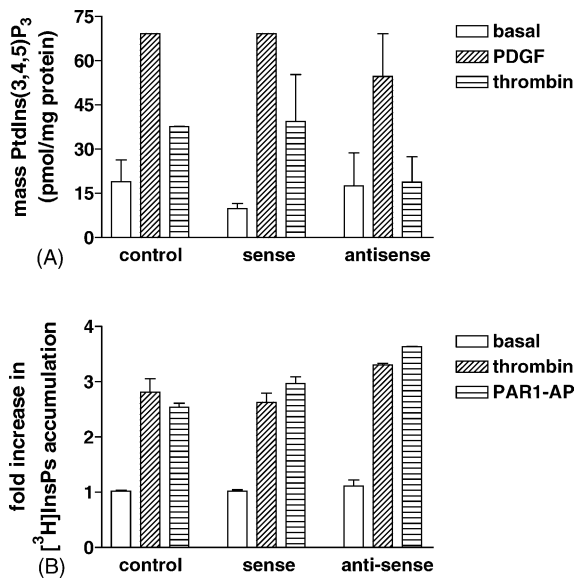 mass PtdIns(3,4,5)P₃
(pmol/mg protein)
75
60
45
30
15
0
basal
PDGF
thrombin
control
sense
antisense
(A)
fold increase in
[³H]InsPs accumulation
4
3
2
1
0
basal
thrombin
PAR1-AP
control
sense
anti-sense
(B)